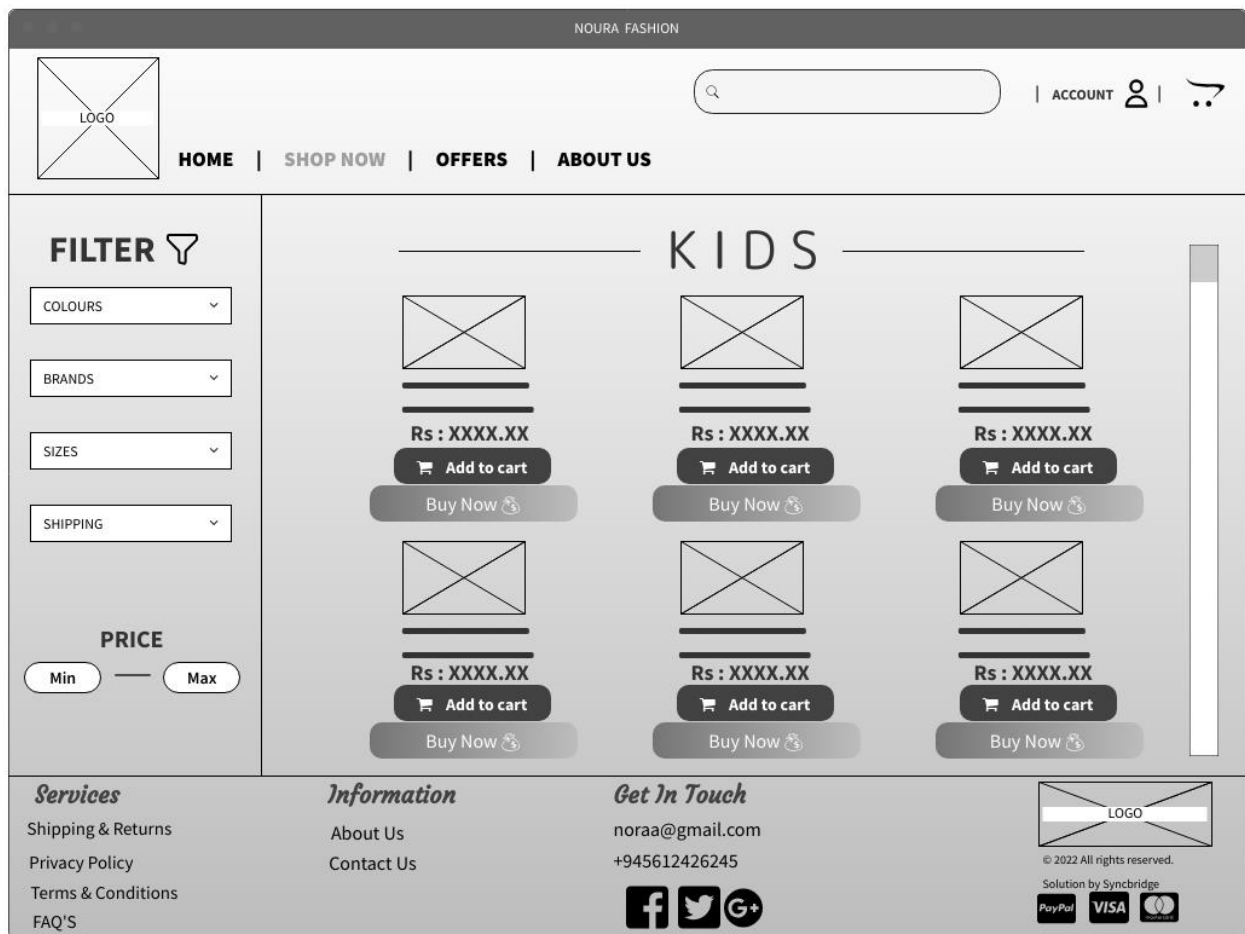 NOURA FASHION
LOGO
ACCOUNT
HOME | SHOP NOW | OFFERS | ABOUT US
FILTER
COLOURS
BRANDS
SIZES
SHIPPING
PRICE
Min — Max
KIDS
Rs : XXXX.XX Rs : XXXX.XX Rs : XXXX.XX
Add to cart Add to cart Add to cart
Buy Now Buy Now Buy Now
Rs : XXXX.XX Rs : XXXX.XX Rs : XXXX.XX
Add to cart Add to cart Add to cart
Buy Now Buy Now Buy Now
Services
Shipping & Returns
Privacy Policy
Terms & Conditions
FAQ'S
Information
About Us
Contact Us
Get In Touch
noraa@gmail.com
+945612426245
LOGO
© 2022 All rights reserved.
Solution by Syncbridge
PayPal VISA mastercard